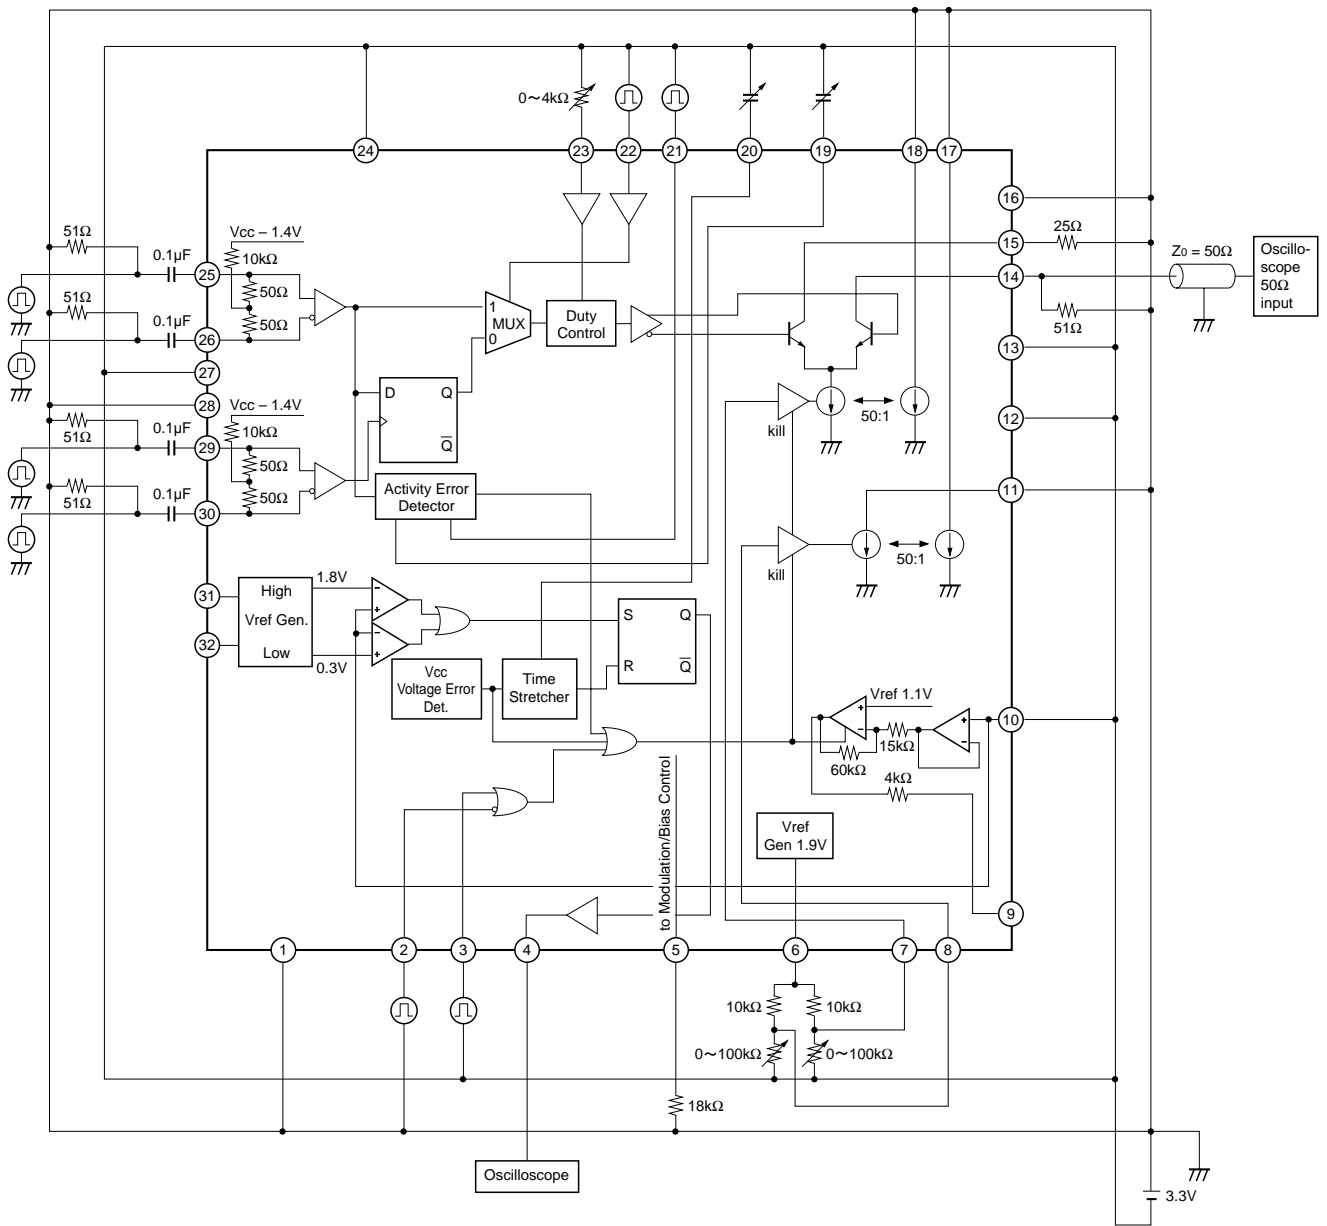 0～4kΩ
24
23
22
21
20
19
18
17
16
51Ω
0.1μF
Vcc – 1.4V
10kΩ
25
50Ω
50Ω
51Ω
0.1μF
26
27
28
1
MUX
0
Duty
Control
15
25Ω
14
Z0 = 50Ω
Oscillo-
scope
50Ω
input
51Ω
13
D
Q
Q
kill
50:1
12
51Ω
0.1μF
Vcc – 1.4V
10kΩ
29
50Ω
50Ω
51Ω
0.1μF
30
Activity Error
Detector
11
kill
50:1
31
32
High
Vref Gen.
Low
1.8V
0.3V
–
+
–
+
S
Q
R
Q
Vcc
Voltage Error
Det.
Time
Stretcher
Vref 1.1V
+
–
+
–
15kΩ
60kΩ
4kΩ
10
to Modulation/Bias Control
Vref
Gen 1.9V
9
1
2
3
4
5
6
7
8
10kΩ
10kΩ
0～100kΩ
0～100kΩ
18kΩ
Oscilloscope
3.3V